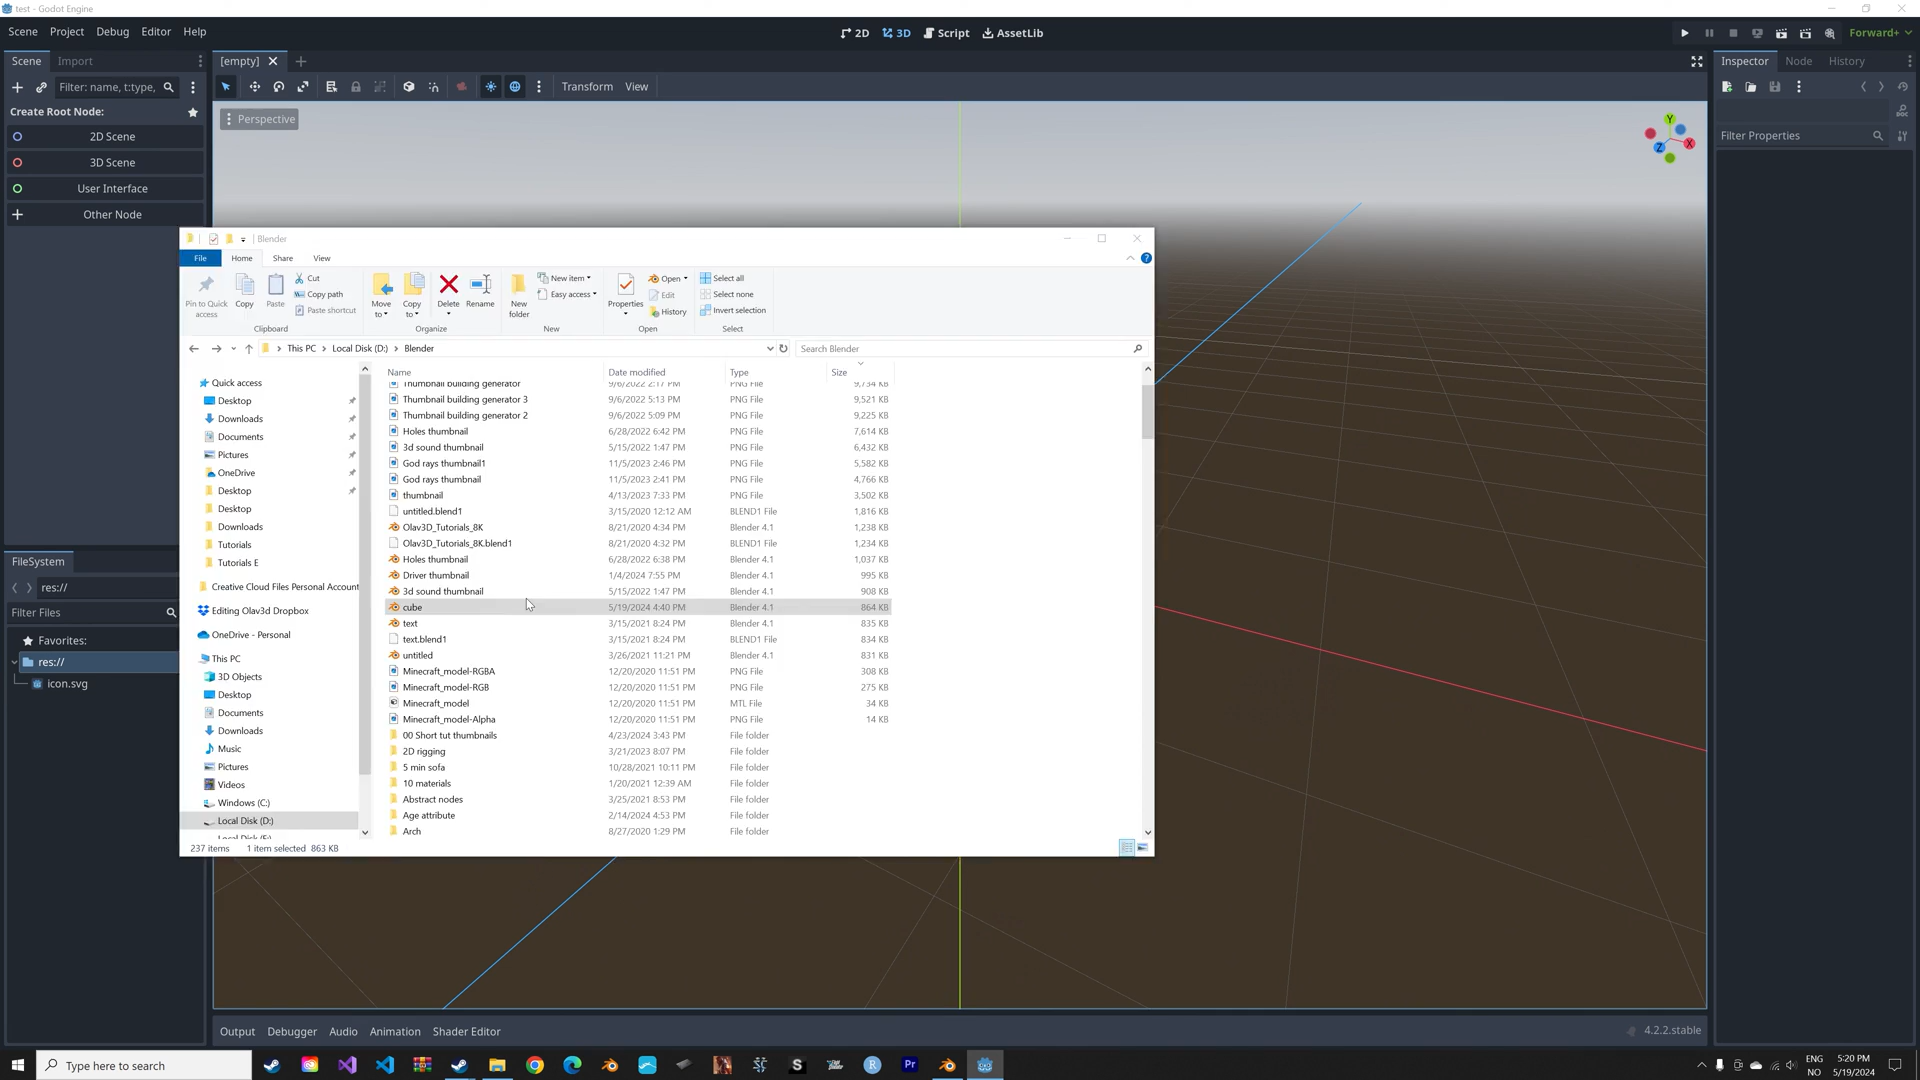 test - Godot Engine
Scene Project Debug Editor Help
2D 3D Script AssetLib
Forward+
Scene Import
[empty]
Inspector Node History
Filter: name, t:type,
Transform View
Create Root Node:
Perspective
Y
X
Z
DOC
Filter Properties
2D Scene
3D Scene
User Interface
Other Node
Blender
File Home Share View
Pin to Quick access
Copy
Paste
Cut
Copy path
Paste shortcut
Clipboard
Move to
Copy to
Delete
Rename
Organize
New folder
New item
Easy access
New
Properties
Open
Edit
History
Open
Select all
Select none
Invert selection
Select
This PC > Local Disk (D:) > Blender
Search Blender
Name Date modified Type Size
Thumbnail building generator 9/6/2022 2:17 PM PNG File 9,734 KB
Thumbnail building generator 3 9/6/2022 5:13 PM PNG File 9,521 KB
Thumbnail building generator 2 9/6/2022 5:09 PM PNG File 9,225 KB
Holes thumbnail 6/28/2022 6:42 PM PNG File 7,614 KB
3d sound thumbnail 5/15/2022 1:47 PM PNG File 6,432 KB
God rays thumbnail1 11/5/2023 2:46 PM PNG File 5,582 KB
God rays thumbnail 11/5/2023 2:41 PM PNG File 4,766 KB
thumbnail 4/13/2023 7:33 PM PNG File 3,502 KB
untitled.blend1 3/15/2020 12:12 AM BLEND1 File 1,816 KB
Olav3D_Tutorials_8K 8/21/2020 4:34 PM Blender 4.1 1,238 KB
Olav3D_Tutorials_8K.blend1 8/21/2020 4:32 PM BLEND1 File 1,234 KB
Holes thumbnail 6/28/2022 6:38 PM Blender 4.1 1,037 KB
Driver thumbnail 1/4/2024 7:55 PM Blender 4.1 995 KB
3d sound thumbnail 5/15/2022 1:47 PM Blender 4.1 908 KB
cube 5/19/2024 4:40 PM Blender 4.1 864 KB
text 3/15/2021 8:24 PM Blender 4.1 835 KB
text.blend1 3/15/2021 8:24 PM BLEND1 File 834 KB
untitled 3/26/2021 11:21 PM Blender 4.1 831 KB
Minecraft_model-RGBA 12/20/2020 11:51 PM PNG File 308 KB
Minecraft_model-RGB 12/20/2020 11:51 PM PNG File 275 KB
Minecraft_model 12/20/2020 11:51 PM MTL File 34 KB
Minecraft_model-Alpha 12/20/2020 11:51 PM PNG File 14 KB
00 Short tut thumbnails 4/23/2024 3:43 PM File folder
2D rigging 3/21/2023 8:07 PM File folder
5 min sofa 10/28/2021 10:11 PM File folder
10 materials 1/20/2021 12:39 AM File folder
Abstract nodes 3/25/2021 8:53 PM File folder
Age attribute 2/14/2024 4:53 PM File folder
Arch 8/27/2020 1:29 PM File folder
Quick access
Desktop
Downloads
Documents
Pictures
OneDrive
Desktop
Desktop
Downloads
Tutorials
Tutorials E
Creative Cloud Files Personal Account
Editing Olav3d Dropbox
OneDrive - Personal
This PC
3D Objects
Desktop
Documents
Downloads
Music
Pictures
Videos
Windows (C:)
Local Disk (D:)
237 items 1 item selected 863 KB
FileSystem
res://
Filter Files
Favorites:
res://
icon.svg
Output Debugger Audio Animation Shader Editor
4.2.2.stable
Type here to search
S
R
Pr
ENG
NO
5:20 PM
5/19/2024